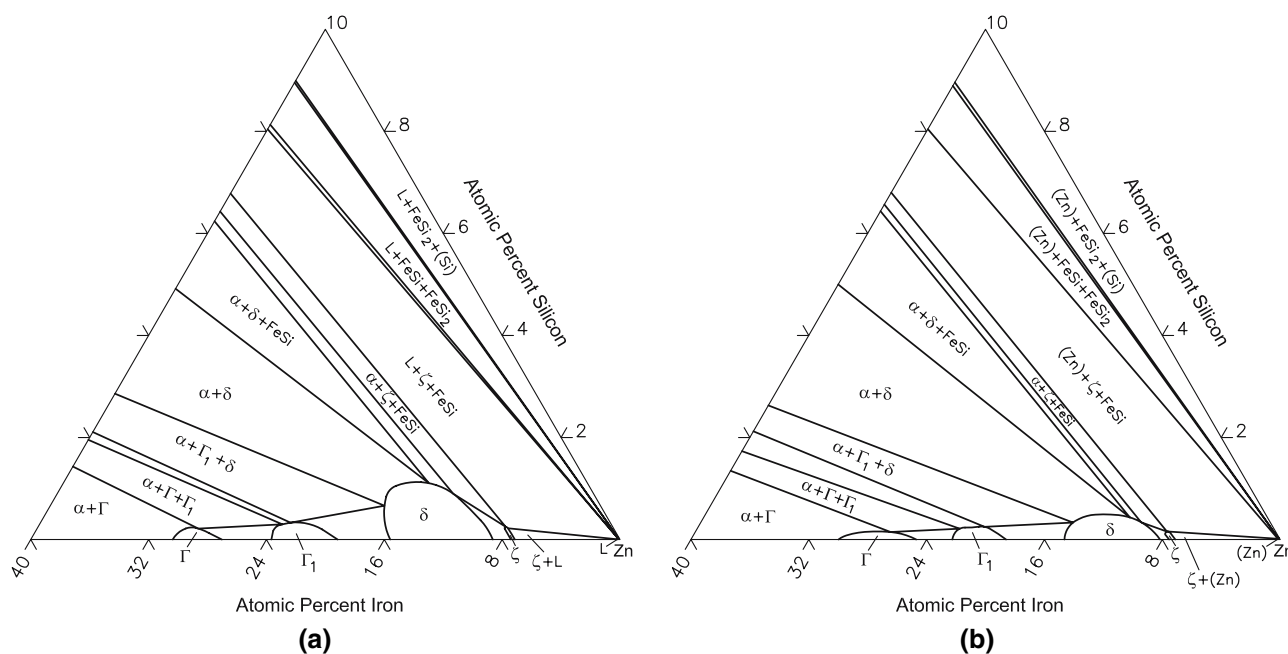 10
8
6
4
2
Atomic Percent Silicon
L+FeSi2+(Si)
L+FeSi+FeSi2
L+ζ+FeSi
α+ζ+FeSi
α+δ+FeSi
α+δ
α+Γ1+δ
α+Γ+Γ1
α+Γ
δ
Γ
Γ1
ζ
ζ+L
L
Zn
40
32
24
16
8
Atomic Percent Iron
(a)
10
8
6
4
2
Atomic Percent Silicon
(Zn)+FeSi2+(Si)
(Zn)+FeSi+FeSi2
(Zn)+ζ+FeSi
α+ζ+FeSi
α+δ+FeSi
α+δ
α+Γ1+δ
α+Γ+Γ1
α+Γ
δ
Γ
Γ1
ζ
ζ+(Zn)
(Zn)
Zn
40
32
24
16
8
Atomic Percent Iron
(b)